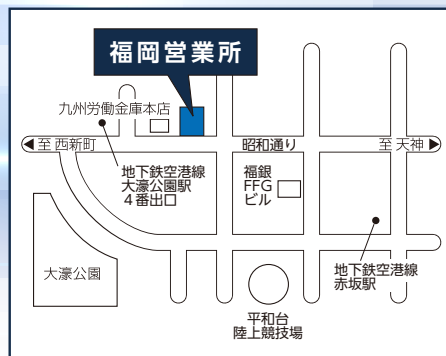 福岡営業所
九州労働金庫本店
◀至 西新町
昭和通り
至 天神▶
地下鉄空港線
大濠公園駅
4番出口
福銀
FFG
ビル
大濠公園
地下鉄空港線
赤坂駅
平和台
陸上競技場